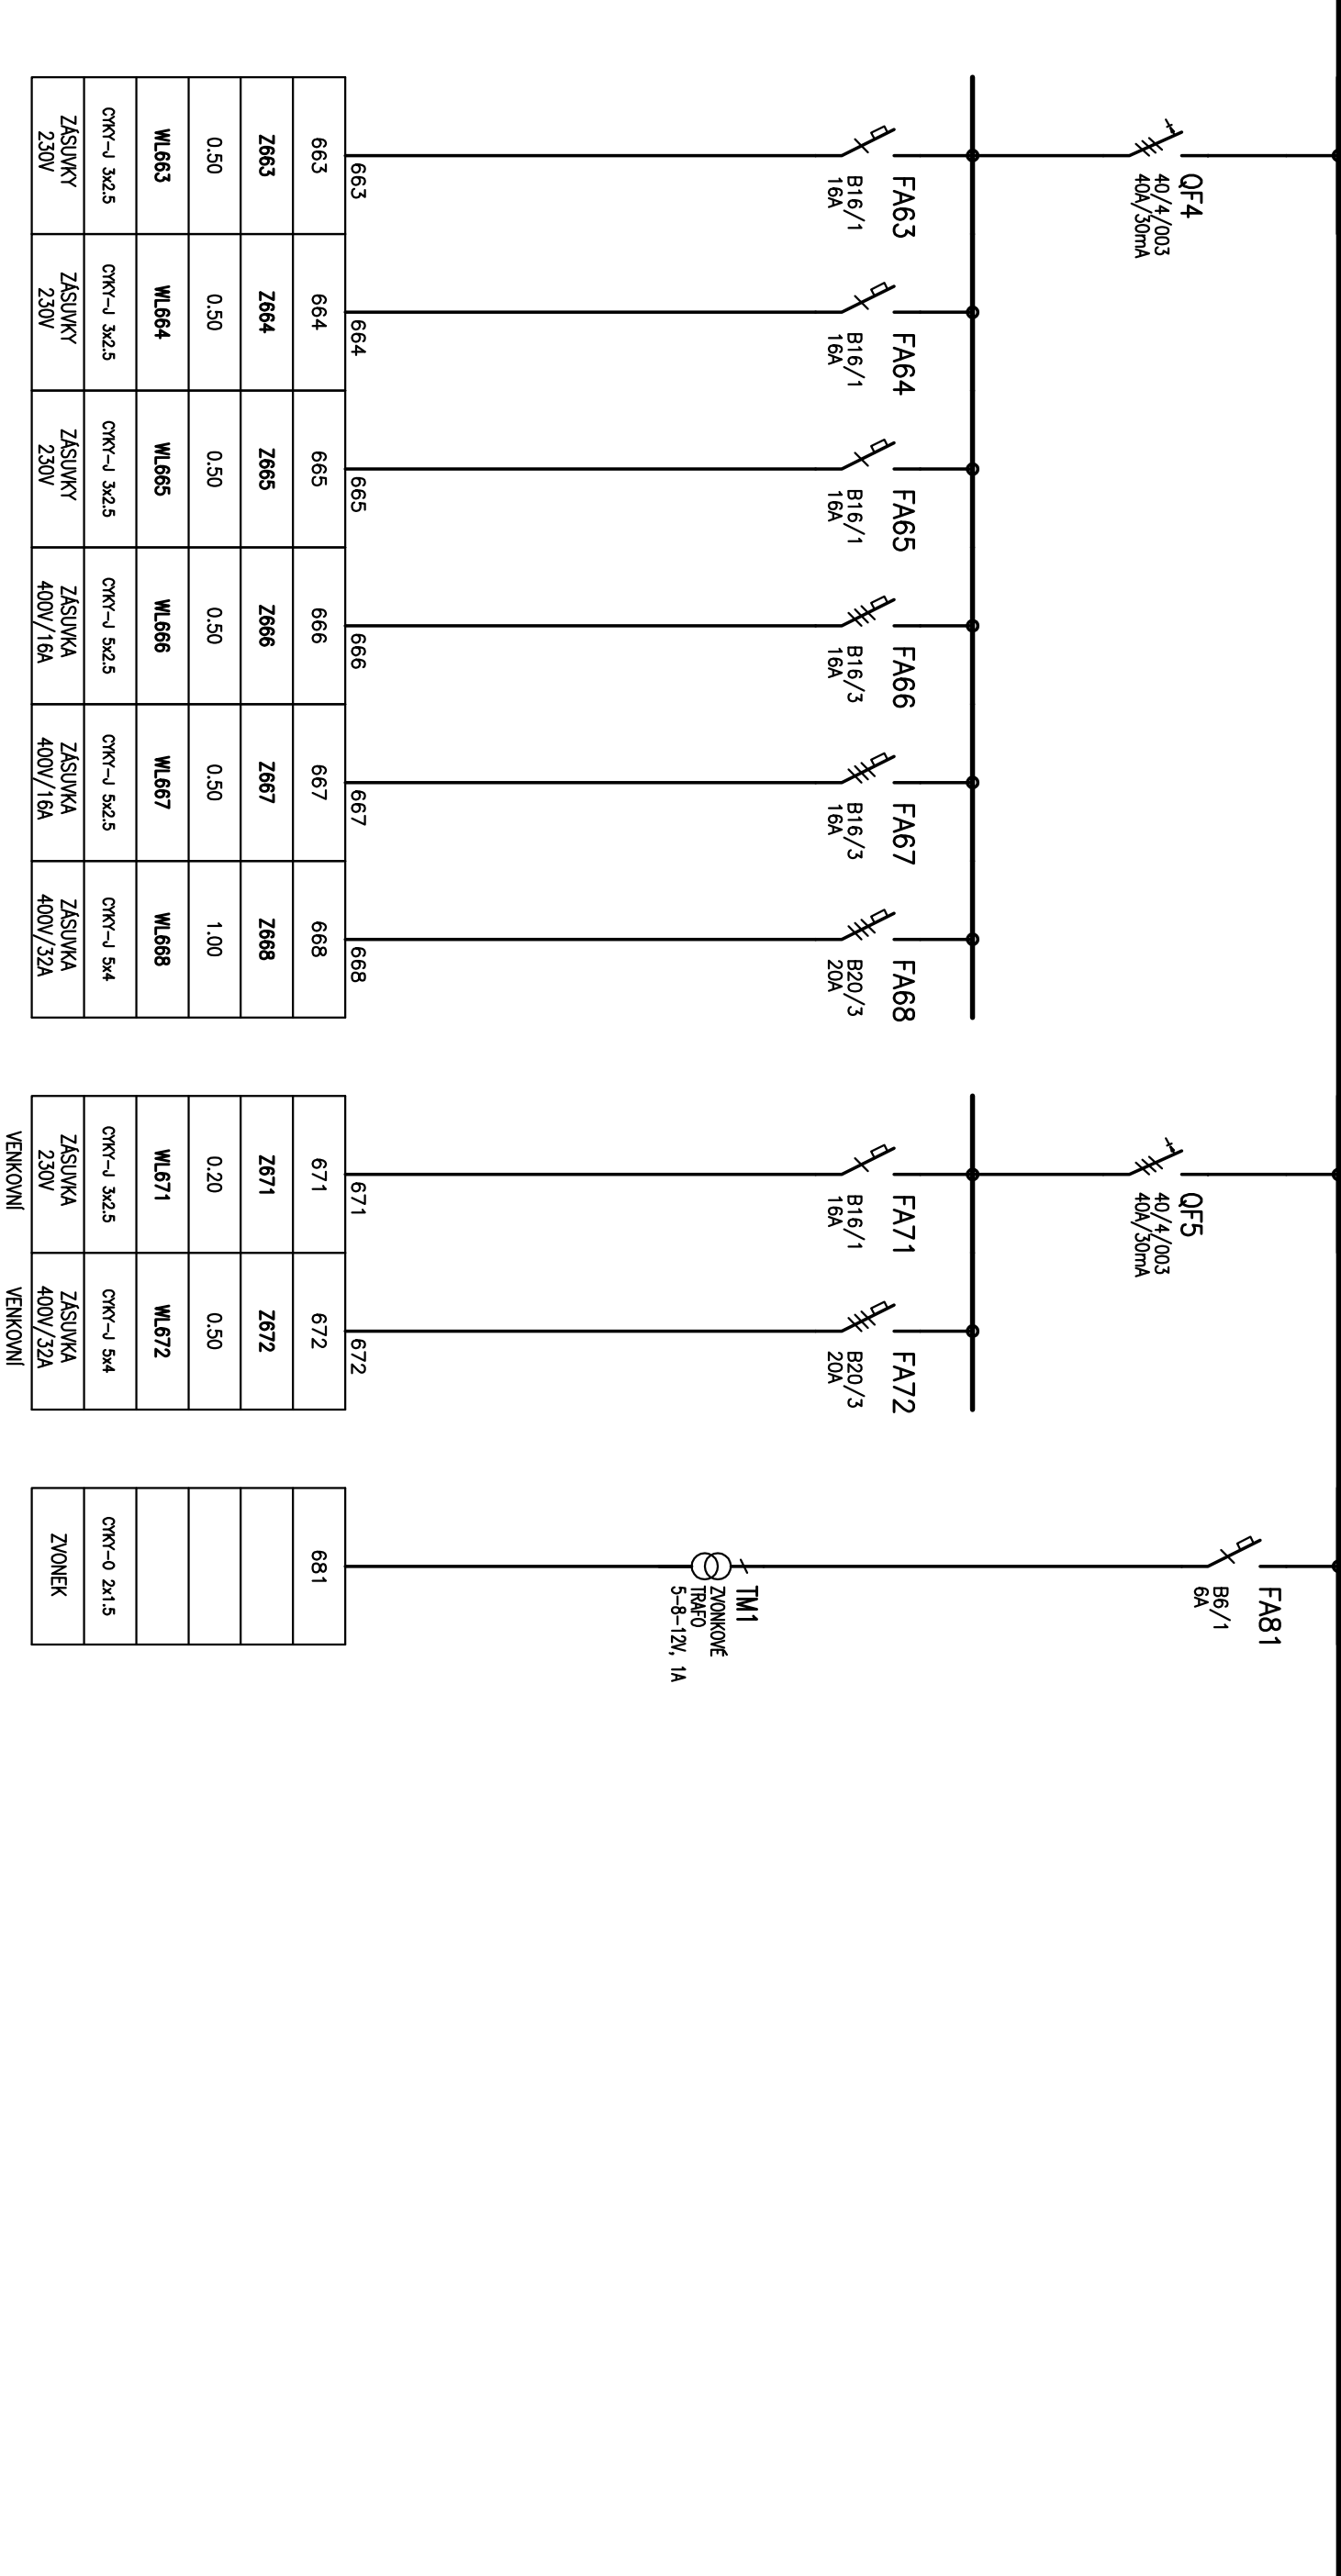 QF4
40/4/003
40A/30mA
QF5
40/4/003
40A/30mA
FA81
B6/1
6A
FA63
B16/1
16A
FA64
B16/1
16A
FA65
B16/1
16A
FA66
B16/3
16A
FA67
B16/3
16A
FA68
B20/3
20A
FA71
B16/1
16A
FA72
B20/3
20A
TM1
ZVONKOVÉ
TRAFO
5-8-12V, 1A
663 664 665 666 667 668 671 672
663 664 665 666 667 668 671 672 681
Z663 Z664 Z665 Z666 Z667 Z668 Z671 Z672
0.50 0.50 0.50 0.50 0.50 1.00 0.20 0.50
WL663 WL664 WL665 WL666 WL667 WL668 WL671 WL672
CYKY-J 3x2.5 CYKY-J 3x2.5 CYKY-J 3x2.5 CYKY-J 5x2.5 CYKY-J 5x2.5 CYKY-J 5x4 CYKY-J 3x2.5 CYKY-J 5x4 CYKY-O 2x1.5
ZÁSUVKY ZÁSUVKY ZÁSUVKY ZÁSUVKA ZÁSUVKA ZÁSUVKA ZÁSUVKA ZÁSUVKA ZVONEK
230V 230V 230V 400V/16A 400V/16A 400V/32A 230V 400V/32A
VENKOVNÍ VENKOVNÍ